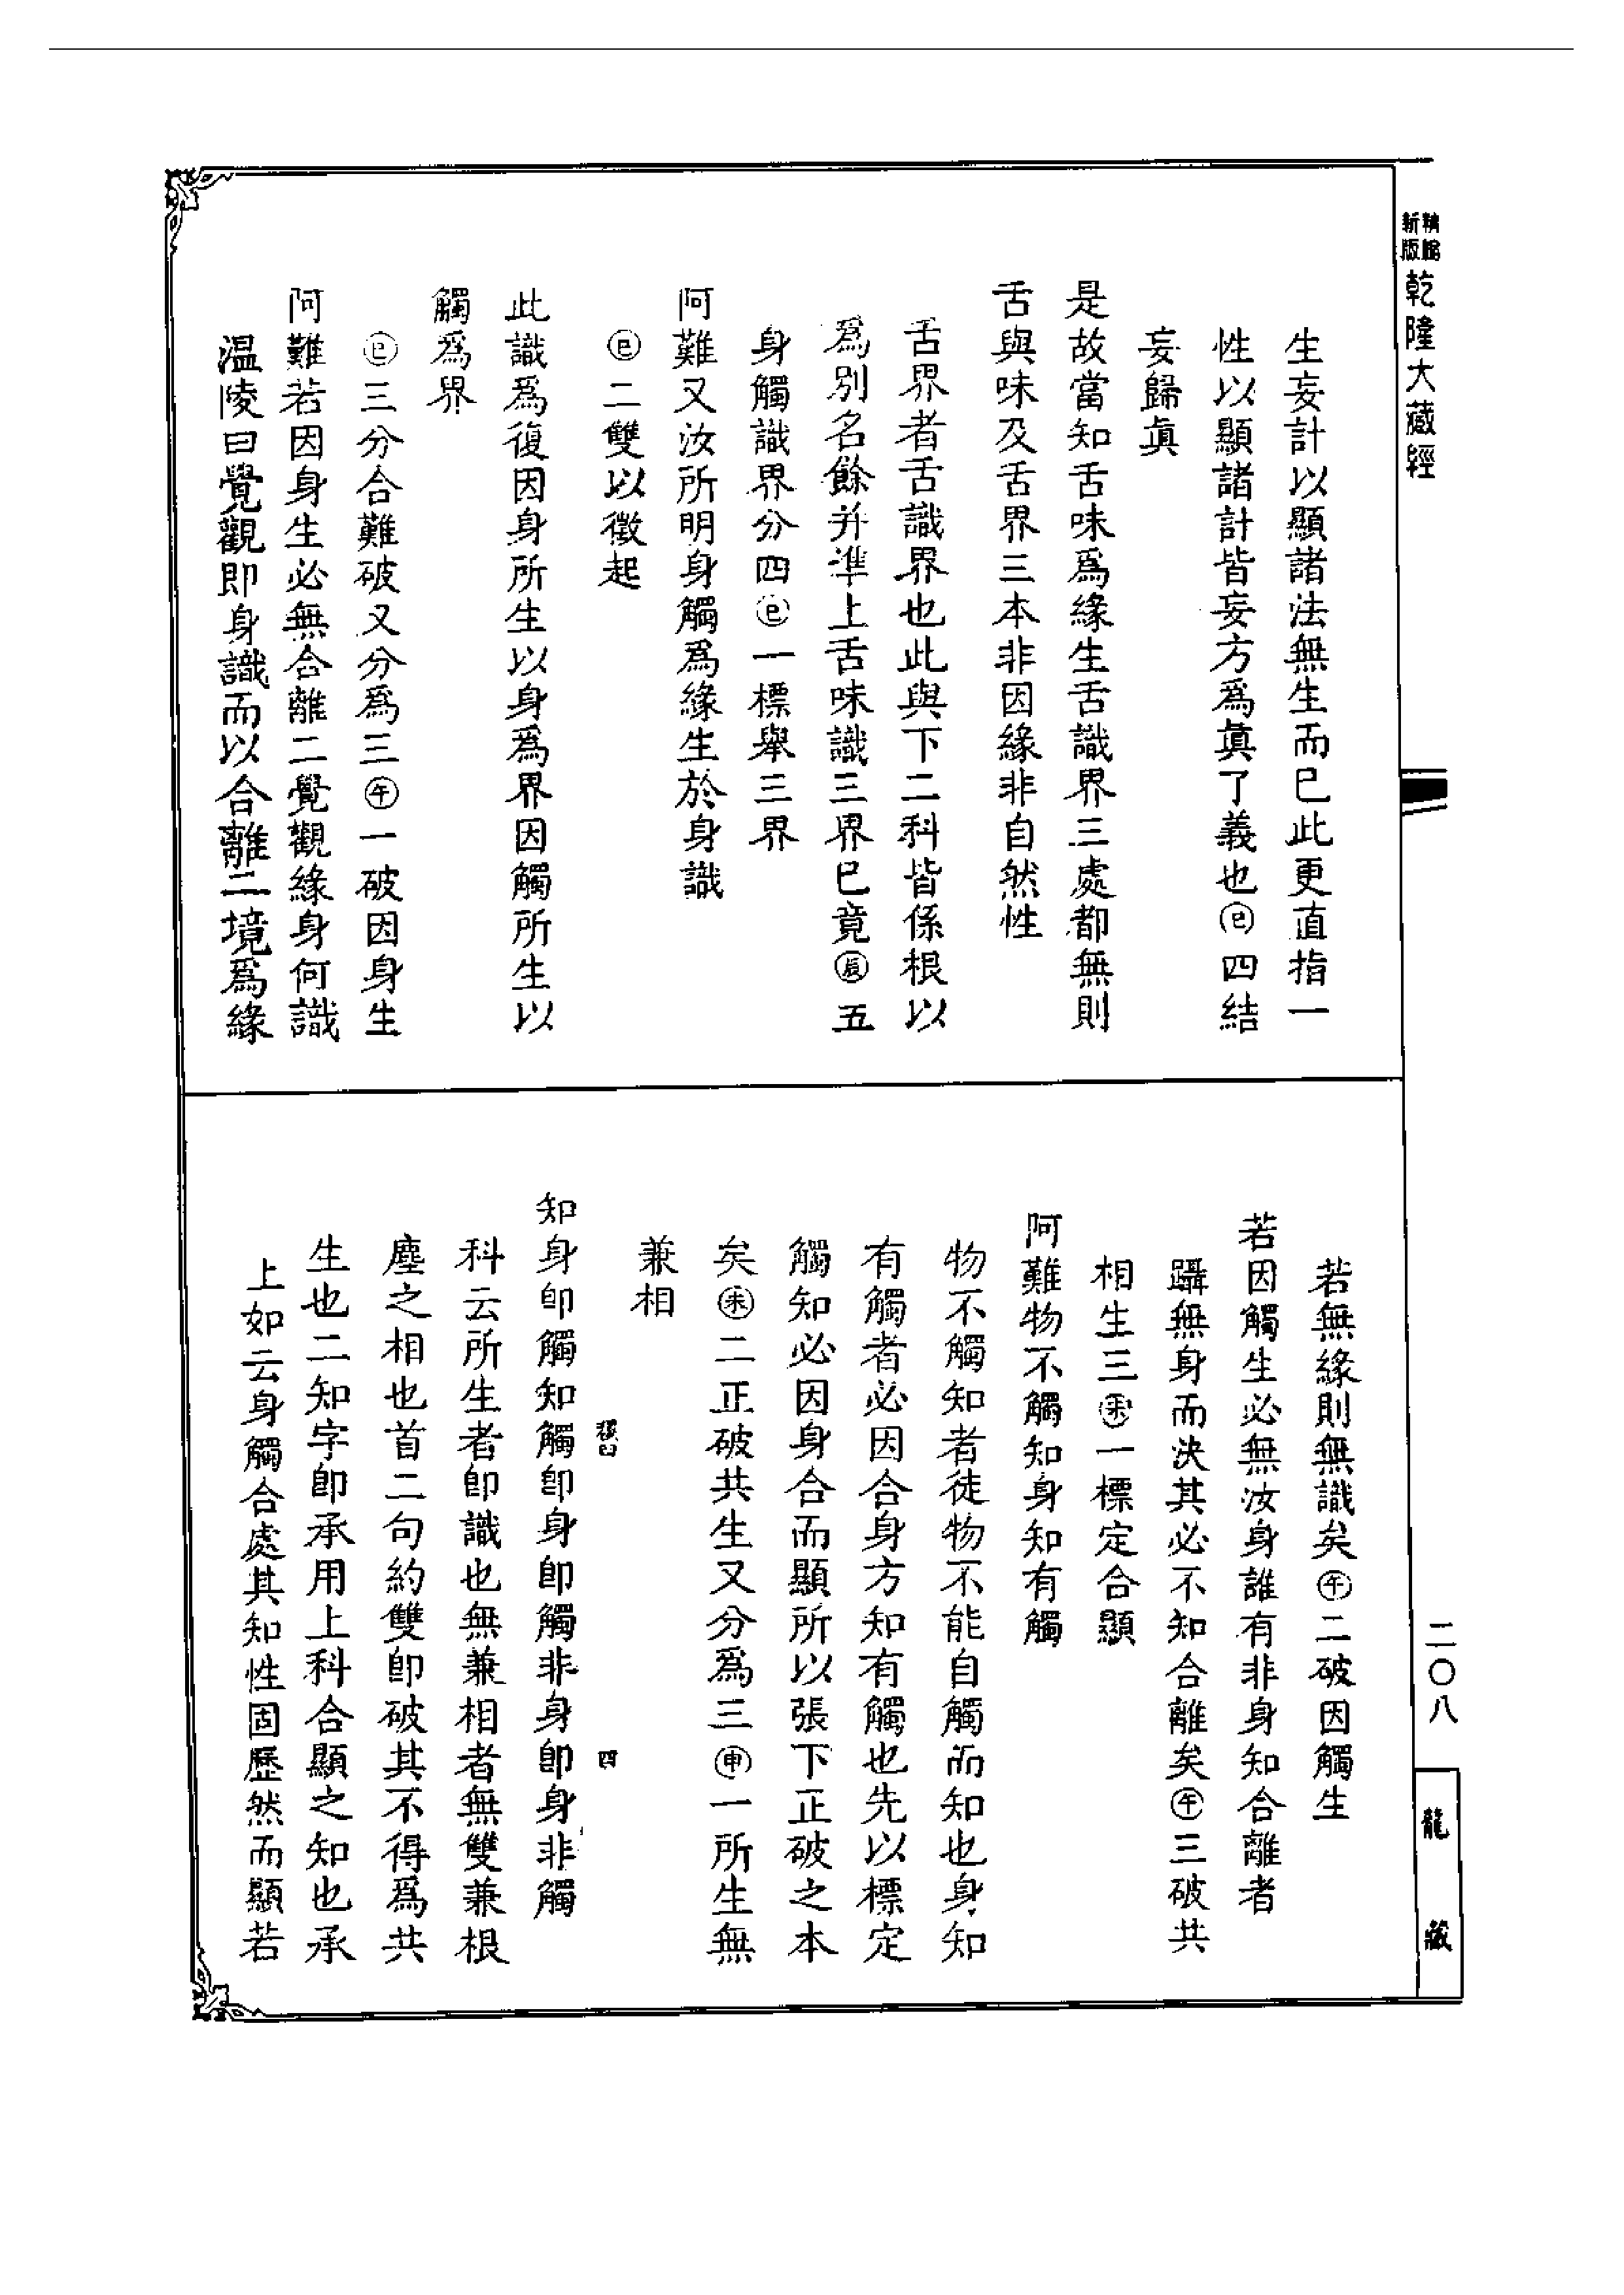 新版精縮乾隆大藏經
生妄計以顯諸法無生而已此更直指一
性以顯諸計皆妄方爲眞了義也㊁四結
妄歸眞
是故當知舌味爲緣生舌識界三處都無則
舌與味及舌界三本非因緣非自然性
舌界者舌識界也此與下二科皆係根以
爲別名餘并準上舌味識三界已竟(辰)五
身觸識界分四(巳)一標舉三界
阿難又汝所明身觸爲緣生於身識
(巳)二雙以徵起
此識爲復因身所生以身爲界因觸所生以
觸爲界
(巳)三分合難破又分爲三(午)一破因身生
阿難若因身生必無合離二覺觀緣身何識
温陵曰覺觀即身識而以合離二境爲緣
若無緣則無識矣(午)二破因觸生
若因觸生必無汝身誰有非身知合離者
躡無身而決其必不知合離矣(午)三破共
相生三(未)一標定合顯
阿難物不觸知身知有觸
物不觸知者徒物不能自觸而知也身知
有觸者必因合身方知有觸也先以標定
觸知必因身合而顯所以張下正破之本
矣(未)二正破共生又分爲三(申)一所生無
兼相
四
知身即觸知觸即身即觸非身即身非觸
科云所生者即識也無兼相者無雙兼根
塵之相也首二句約雙即破其不得爲共
生也二知字即承用上科合顯之知也承
上如云身觸合處其知性固歷然而顯若
二〇八
龍藏